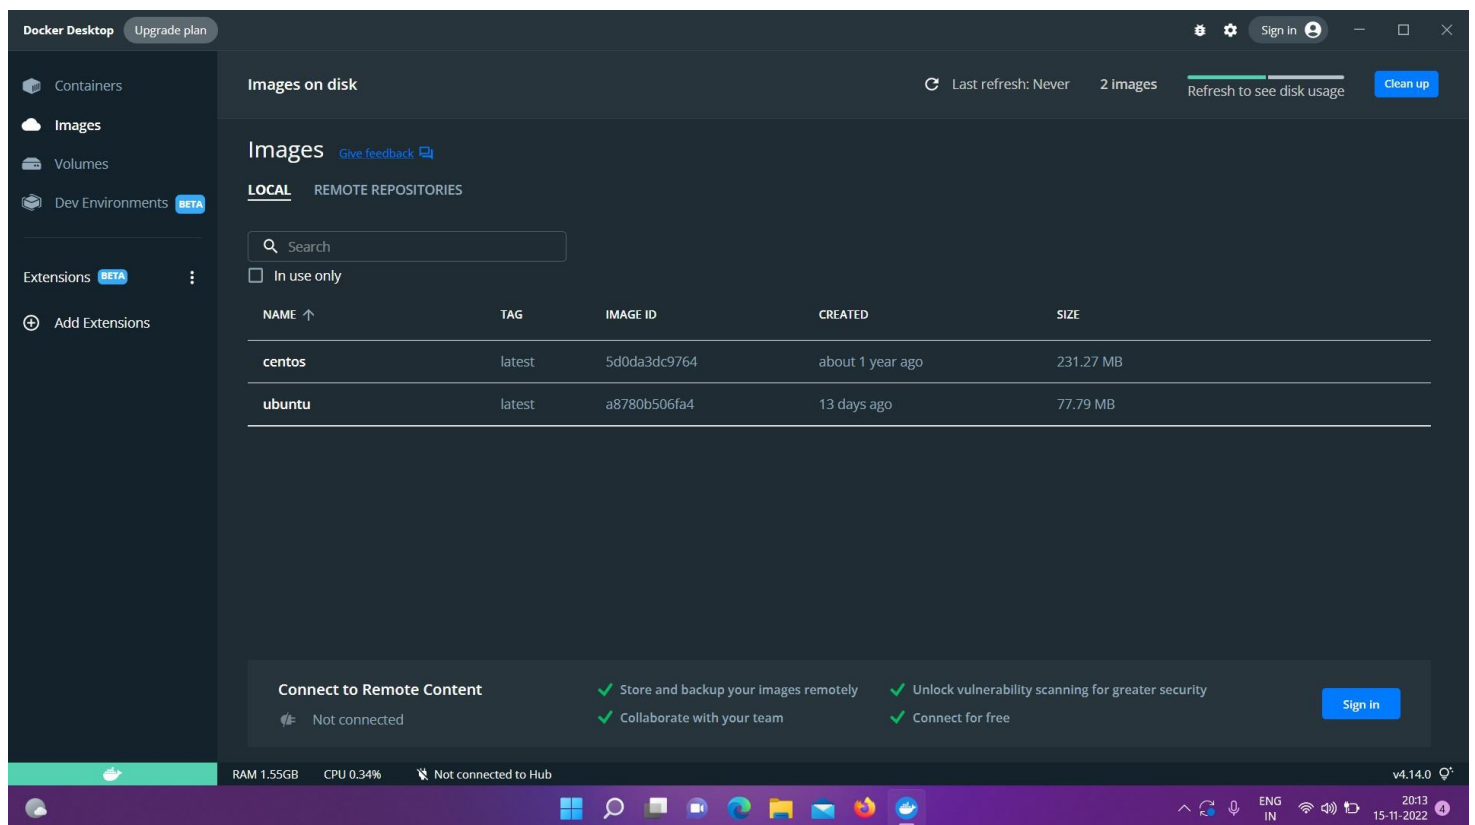 Docker Desktop Upgrade plan Sign in
Containers
Images
Volumes
Dev Environments BETA
Extensions BETA
Add Extensions
Images on disk Last refresh: Never 2 images Refresh to see disk usage Clean up
Images Give feedback
LOCAL REMOTE REPOSITORIES
Search
In use only
NAME TAG IMAGE ID CREATED SIZE
centos latest 5d0da3dc9764 about 1 year ago 231.27 MB
ubuntu latest a8780b506fa4 13 days ago 77.79 MB
Connect to Remote Content
Not connected
Store and backup your images remotely
Collaborate with your team
Unlock vulnerability scanning for greater security
Connect for free
Sign in
RAM 1.55GB CPU 0.34% Not connected to Hub v4.14.0
ENG
IN
20:13
15-11-2022
4